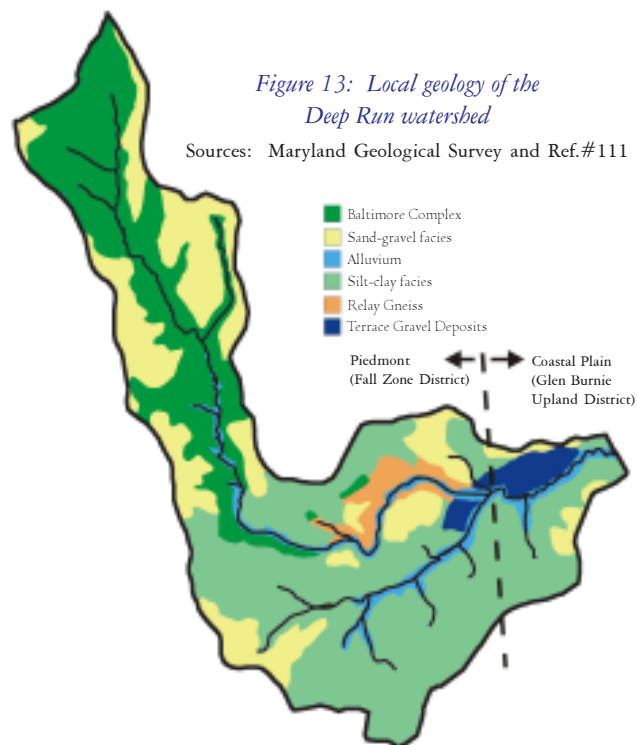 Figure 13: Local geology of the
Deep Run watershed
Sources: Maryland Geological Survey and Ref.#111
Baltimore Complex
Sand-gravel facies
Alluvium
Silt-clay facies
Relay Gneiss
Terrace Gravel Deposits
Piedmont
(Fall Zone District)
Coastal Plain
(Glen Burnie
Upland District)